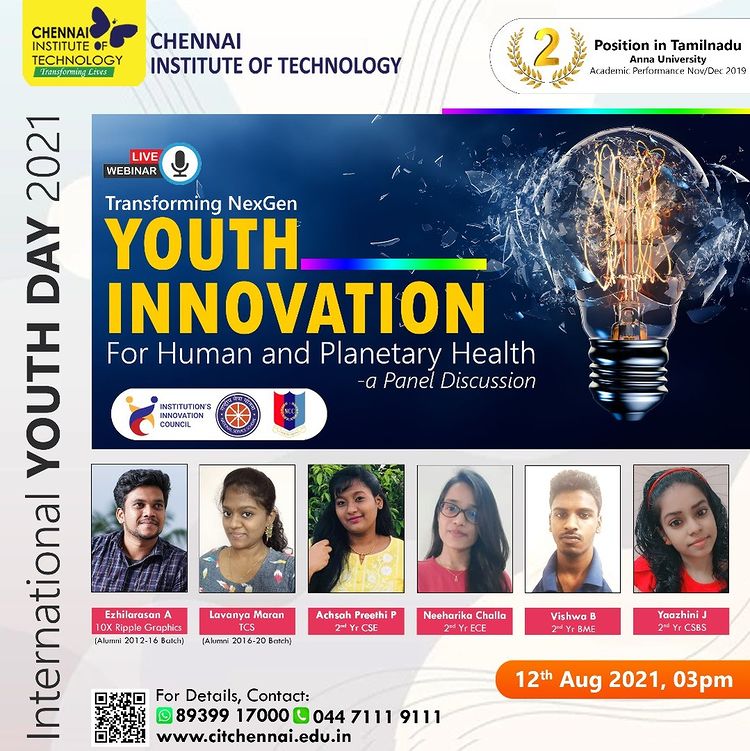 CHENNAI
INSTITUTE OF
TECHNOLOGY
Transforming Lives
CHENNAI
INSTITUTE OF TECHNOLOGY
2
Position in Tamilnadu
Anna University
Academic Performance Nov/Dec 2019
International YOUTH DAY 2021
LIVE
WEBINAR
Transforming NexGen
YOUTH
INNOVATION
For Human and Planetary Health
-a Panel Discussion
INSTITUTION'S
INNOVATION
COUNCIL
NCC
Ezhilarasan A
10X Ripple Graphics
(Alumni 2012-16 Batch)
Lavanya Maran
TCS
(Alumni 2016-20 Batch)
Achsah Preethi P
2nd Yr CSE
Neeharika Challa
2nd Yr ECE
Vishwa B
2nd Yr BME
Yaazhini J
2nd Yr CSBS
12th Aug 2021, 03pm
For Details, Contact:
89399 17000 044 7111 9111
www.citchennai.edu.in